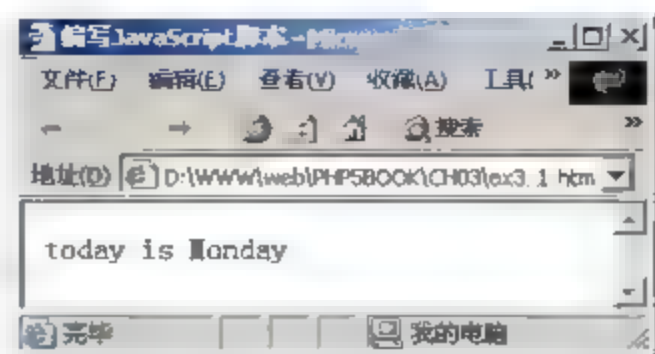 编写JavaScript脚本 - Micro
文件(F) 编辑(E) 查看(V) 收藏(A) 工具( »
搜索 »
地址(D) D:\WWW\web\PHP5BOOK\CH03\ex3_1 htm
today is Monday
完毕 我的电脑